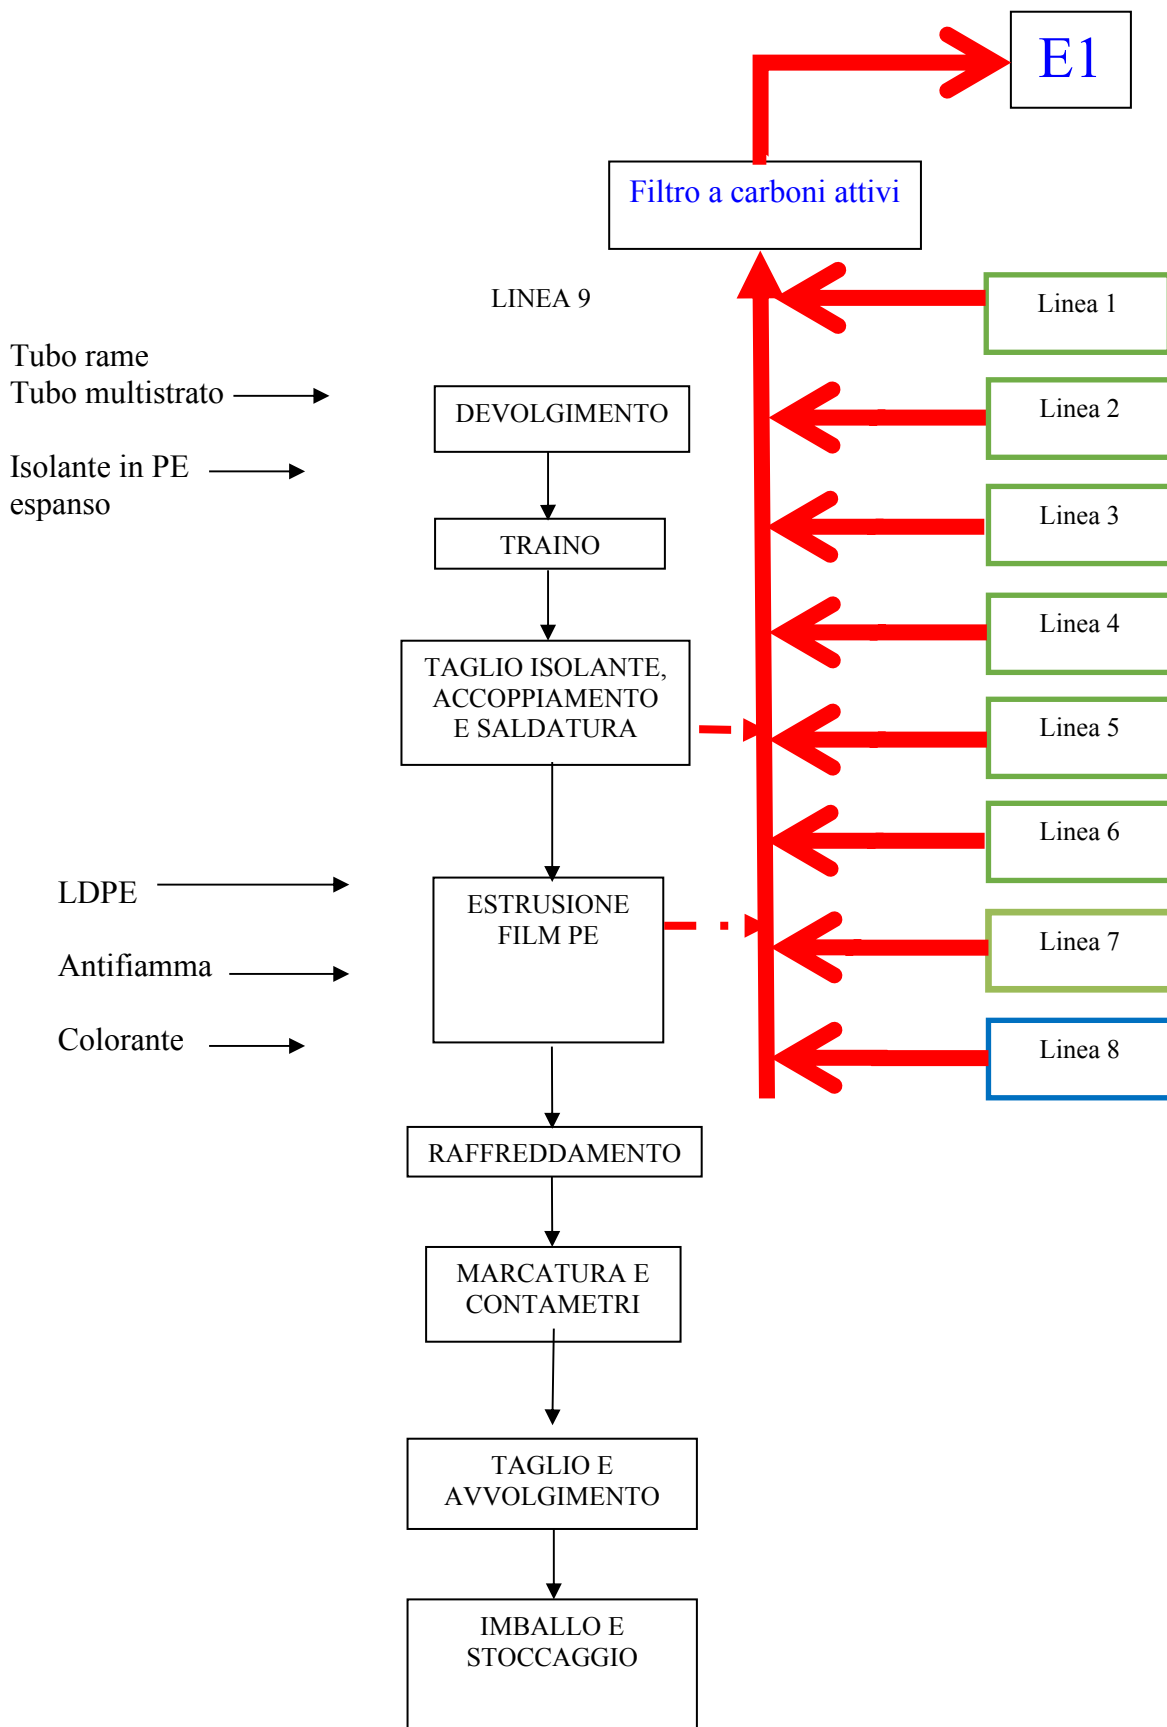 E1
Filtro a carboni attivi
LINEA 9
Linea 1
Tubo rame
Tubo multistrato
DEVOLGIMENTO
Linea 2
Isolante in PE
espanso
Linea 3
TRAINO
Linea 4
TAGLIO ISOLANTE,
ACCOPPIAMENTO
E SALDATURA
Linea 5
Linea 6
LDPE
ESTRUSIONE
FILM PE
Linea 7
Antifiamma
Colorante
Linea 8
RAFFREDDAMENTO
MARCATURA E
CONTAMETRI
TAGLIO E
AVVOLGIMENTO
IMBALLO E
STOCCAGGIO